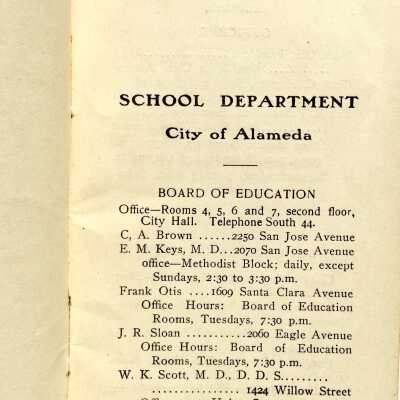 SCHOOL DEPARTMENT
City of Alameda
BOARD OF EDUCATION
Office—Rooms 4, 5, 6 and 7, second floor,
City Hall. Telephone South 44.
C, A. Brown ......2250 San Jose Avenue
E. M. Keys, M. D...2070 San Jose Avenue
office—Methodist Block; daily, except
Sundays, 2:30 to 3:30 p.m.
Frank Otis ....1609 Santa Clara Avenue
Office Hours: Board of Education
Rooms, Tuesdays, 7:30 p.m.
J. R. Sloan ...........2060 Eagle Avenue
Office Hours: Board of Education
Rooms, Tuesdays, 7:30 p.m.
W. K. Scott, M. D., D. D. S.........
................ 1424 Willow Street